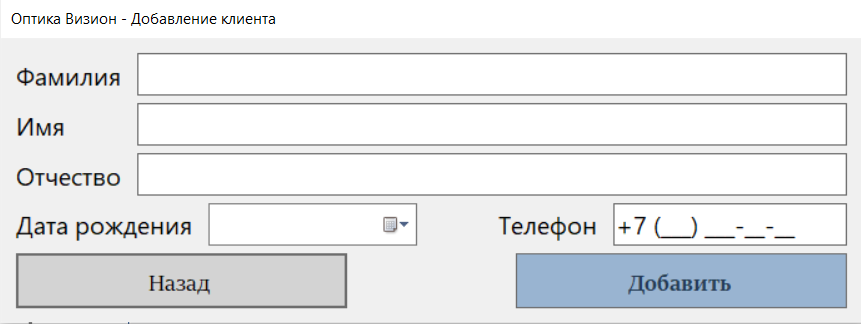 Оптика Визион - Добавление клиента
Фамилия
Имя
Отчество
Дата рождения Телефон +7 (___) ___-__-__
Назад Добавить